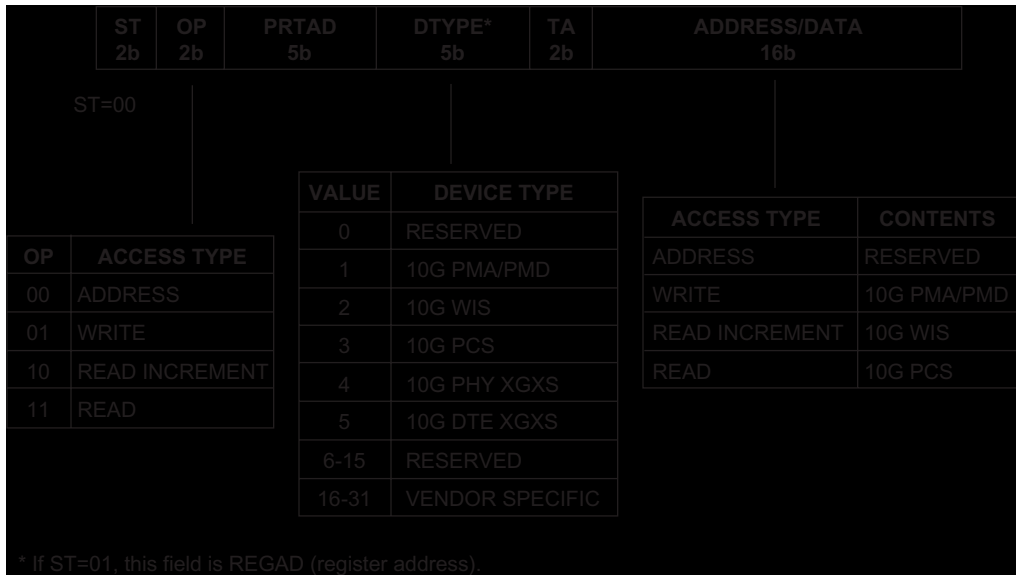 ST OP PRTAD DTYPE* TA ADDRESS/DATA
2b 2b 5b 5b 2b 16b
ST=00
OP ACCESS TYPE
00 ADDRESS
01 WRITE
10 READ INCREMENT
11 READ
VALUE DEVICE TYPE
0 RESERVED
1 10G PMA/PMD
2 10G WIS
3 10G PCS
4 10G PHY XGXS
5 10G DTE XGXS
6-15 RESERVED
16-31 VENDOR SPECIFIC
ACCESS TYPE CONTENTS
ADDRESS RESERVED
WRITE 10G PMA/PMD
READ INCREMENT 10G WIS
READ 10G PCS
* If ST=01, this field is REGAD (register address).